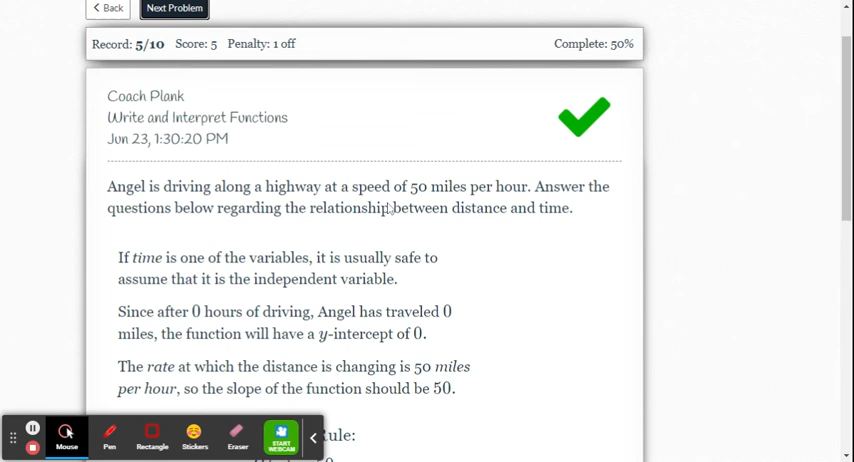 Back
Next Problem
Record: 5/10 Score: 5 Penalty: 1 off Complete: 50%
Coach Plank
Write and Interpret Functions
Jun 23, 1:30:20 PM
Angel is driving along a highway at a speed of 50 miles per hour. Answer the
questions below regarding the relationship between distance and time.
If time is one of the variables, it is usually safe to
assume that it is the independent variable.
Since after 0 hours of driving, Angel has traveled 0
miles, the function will have a y-intercept of 0.
The rate at which the distance is changing is 50 miles
per hour, so the slope of the function should be 50.
Rule:
Mouse Pen Rectangle Stickers Eraser START WEBCAM